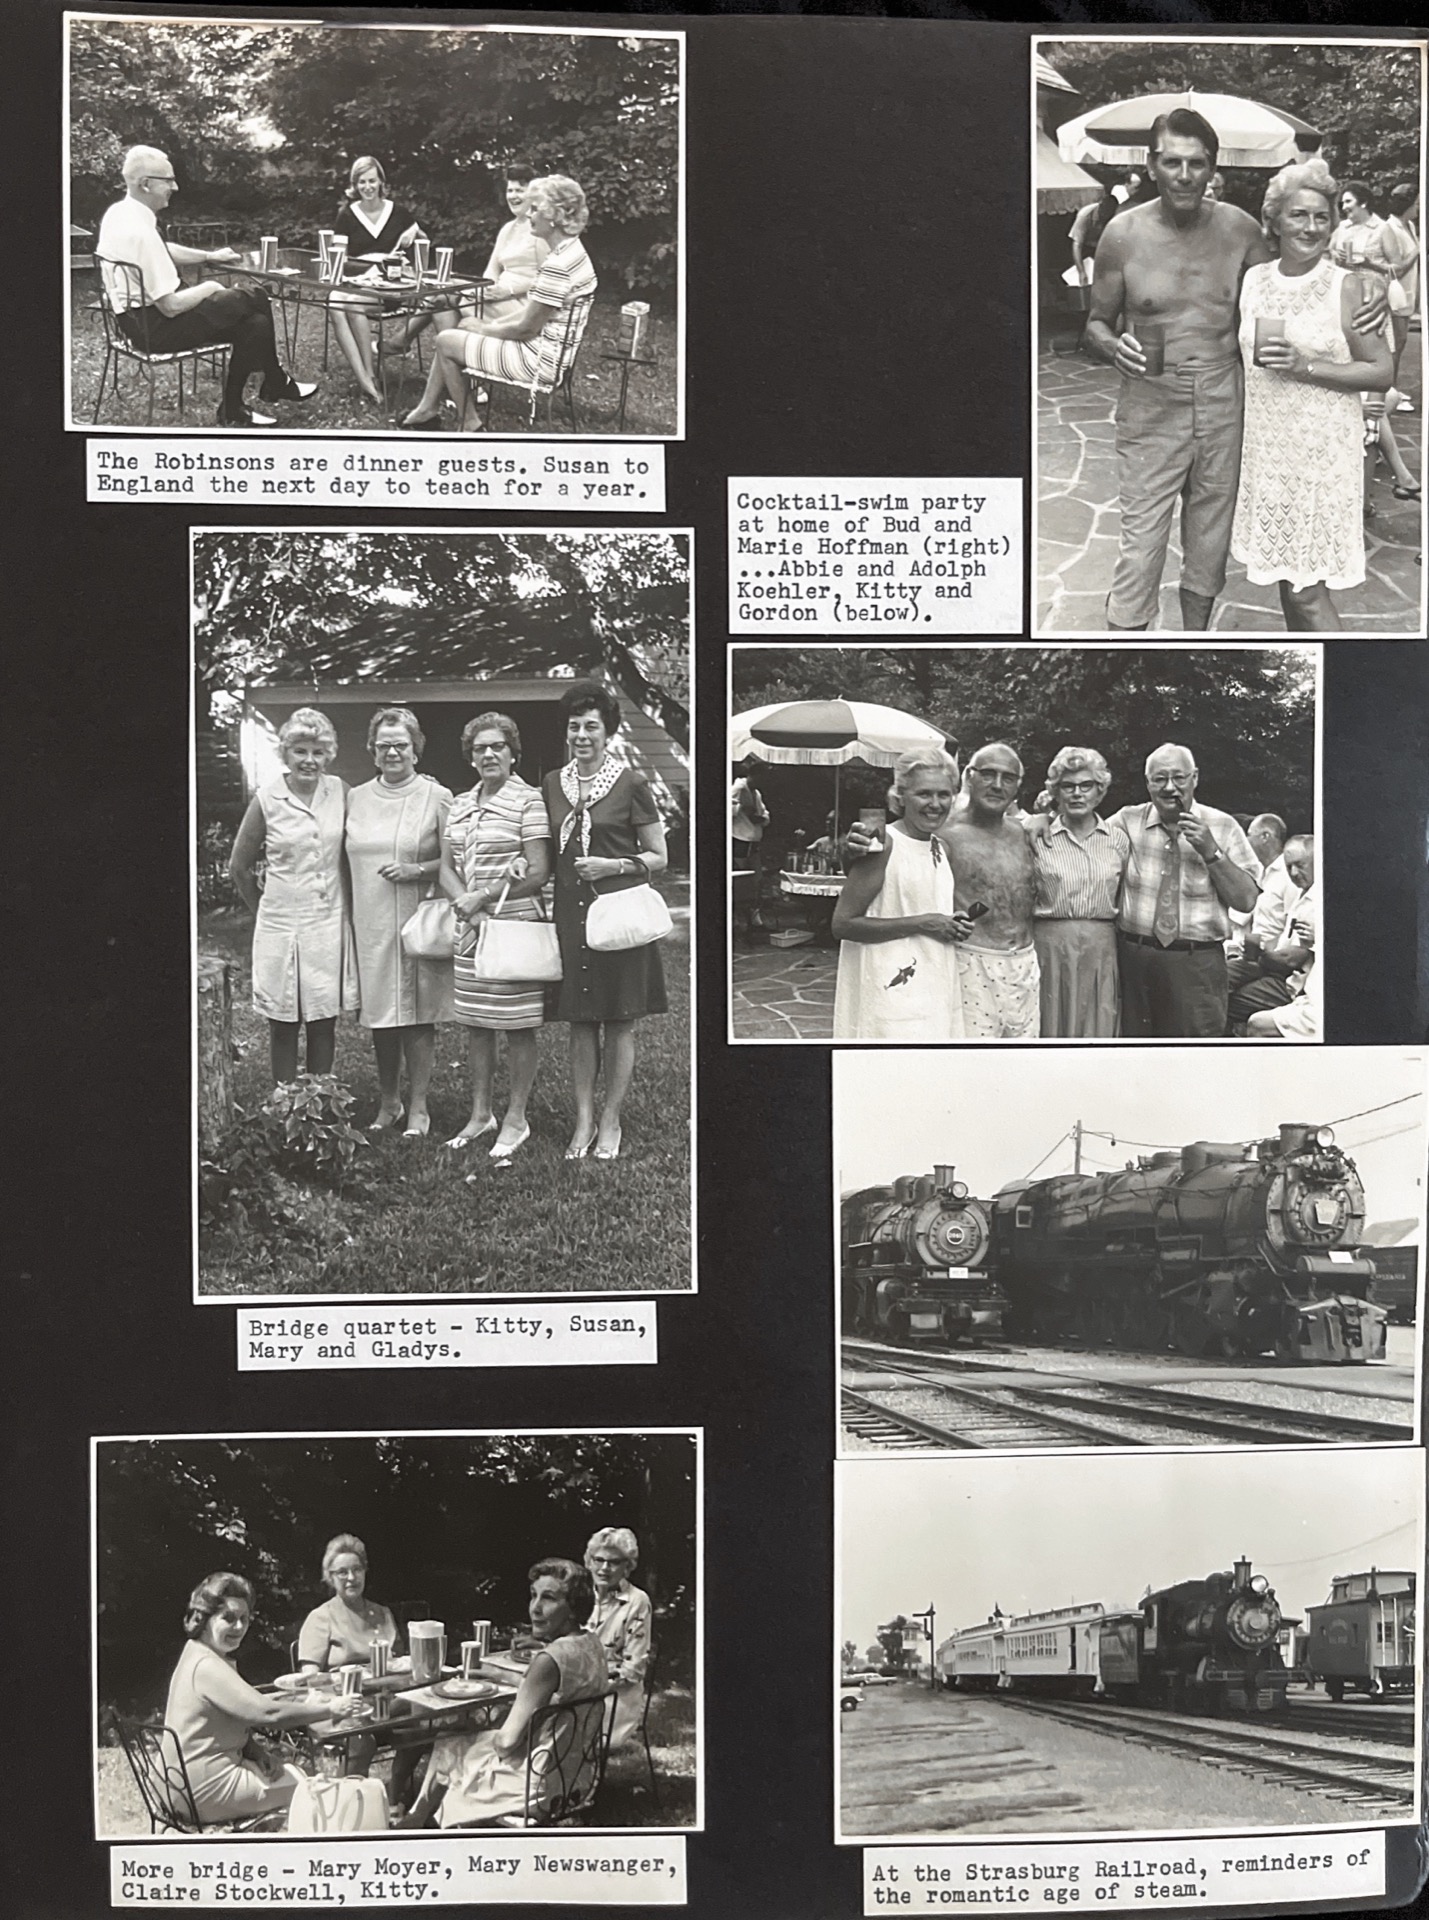 The Robinsons are dinner guests. Susan to
England the next day to teach for a year.
Cocktail-swim party
at home of Bud and
Marie Hoffman (right)
...Abbie and Adolph
Koehler, Kitty and
Gordon (below).
Bridge quartet - Kitty, Susan,
Mary and Gladys.
More bridge - Mary Moyer, Mary Newswanger,
Claire Stockwell, Kitty.
At the Strasburg Railroad, reminders of
the romantic age of steam.